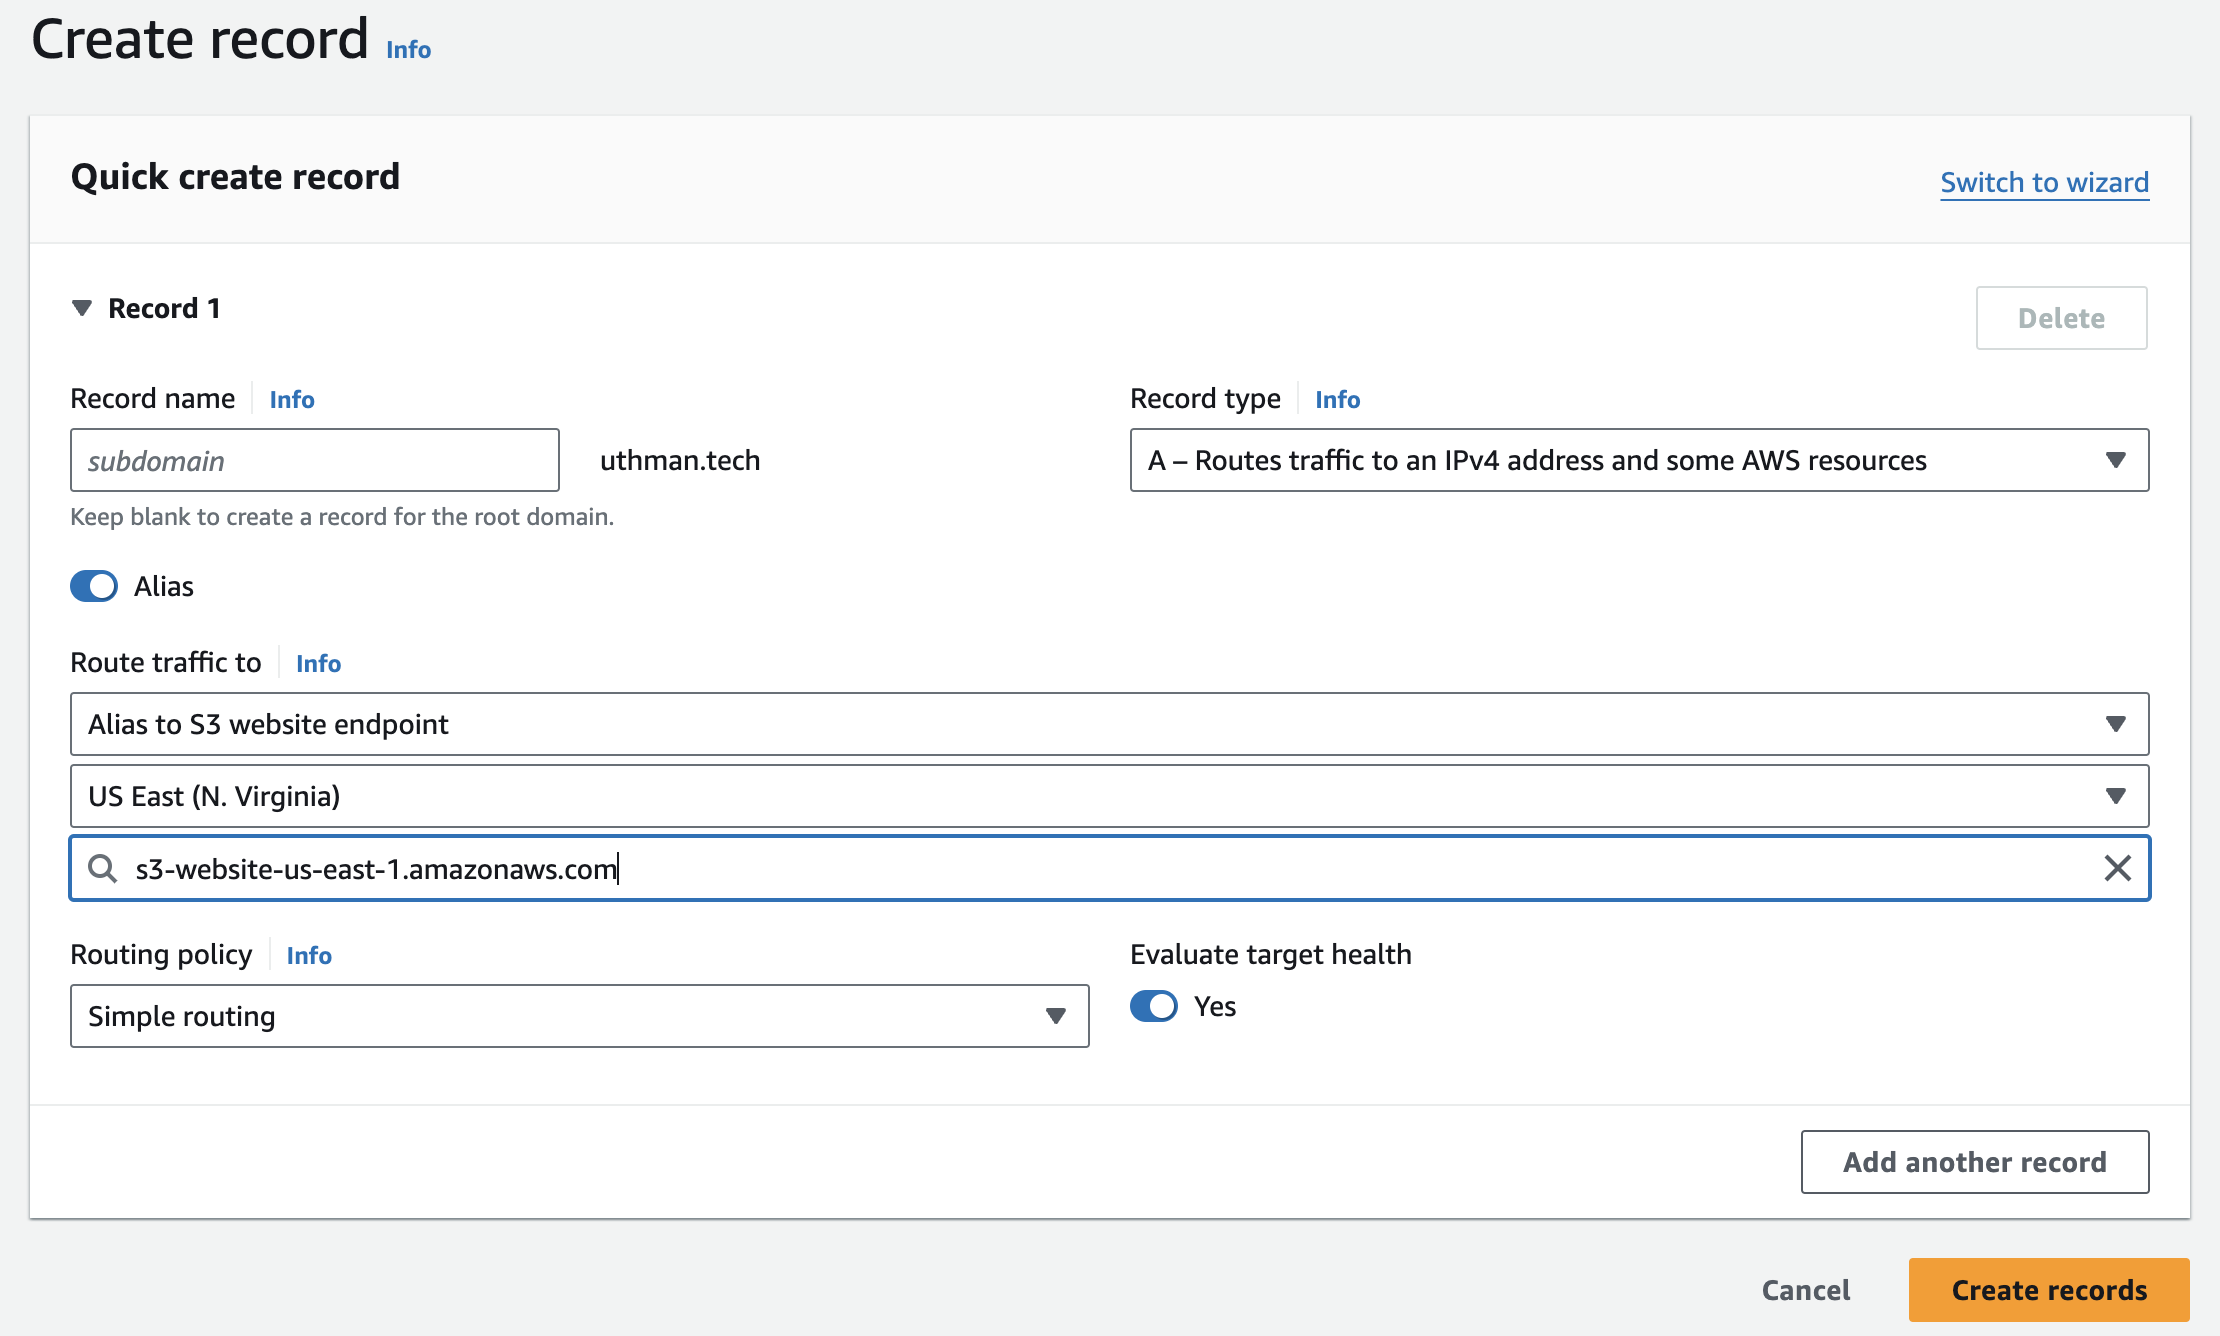 Create record Info
Quick create record
Switch to wizard
Record 1
Delete
Record name Info
Record type Info
subdomain
uthman.tech
A – Routes traffic to an IPv4 address and some AWS resources
Keep blank to create a record for the root domain.
Alias
Route traffic to Info
Alias to S3 website endpoint
US East (N. Virginia)
s3-website-us-east-1.amazonaws.com
Routing policy Info
Evaluate target health
Simple routing
Yes
Add another record
Cancel
Create records